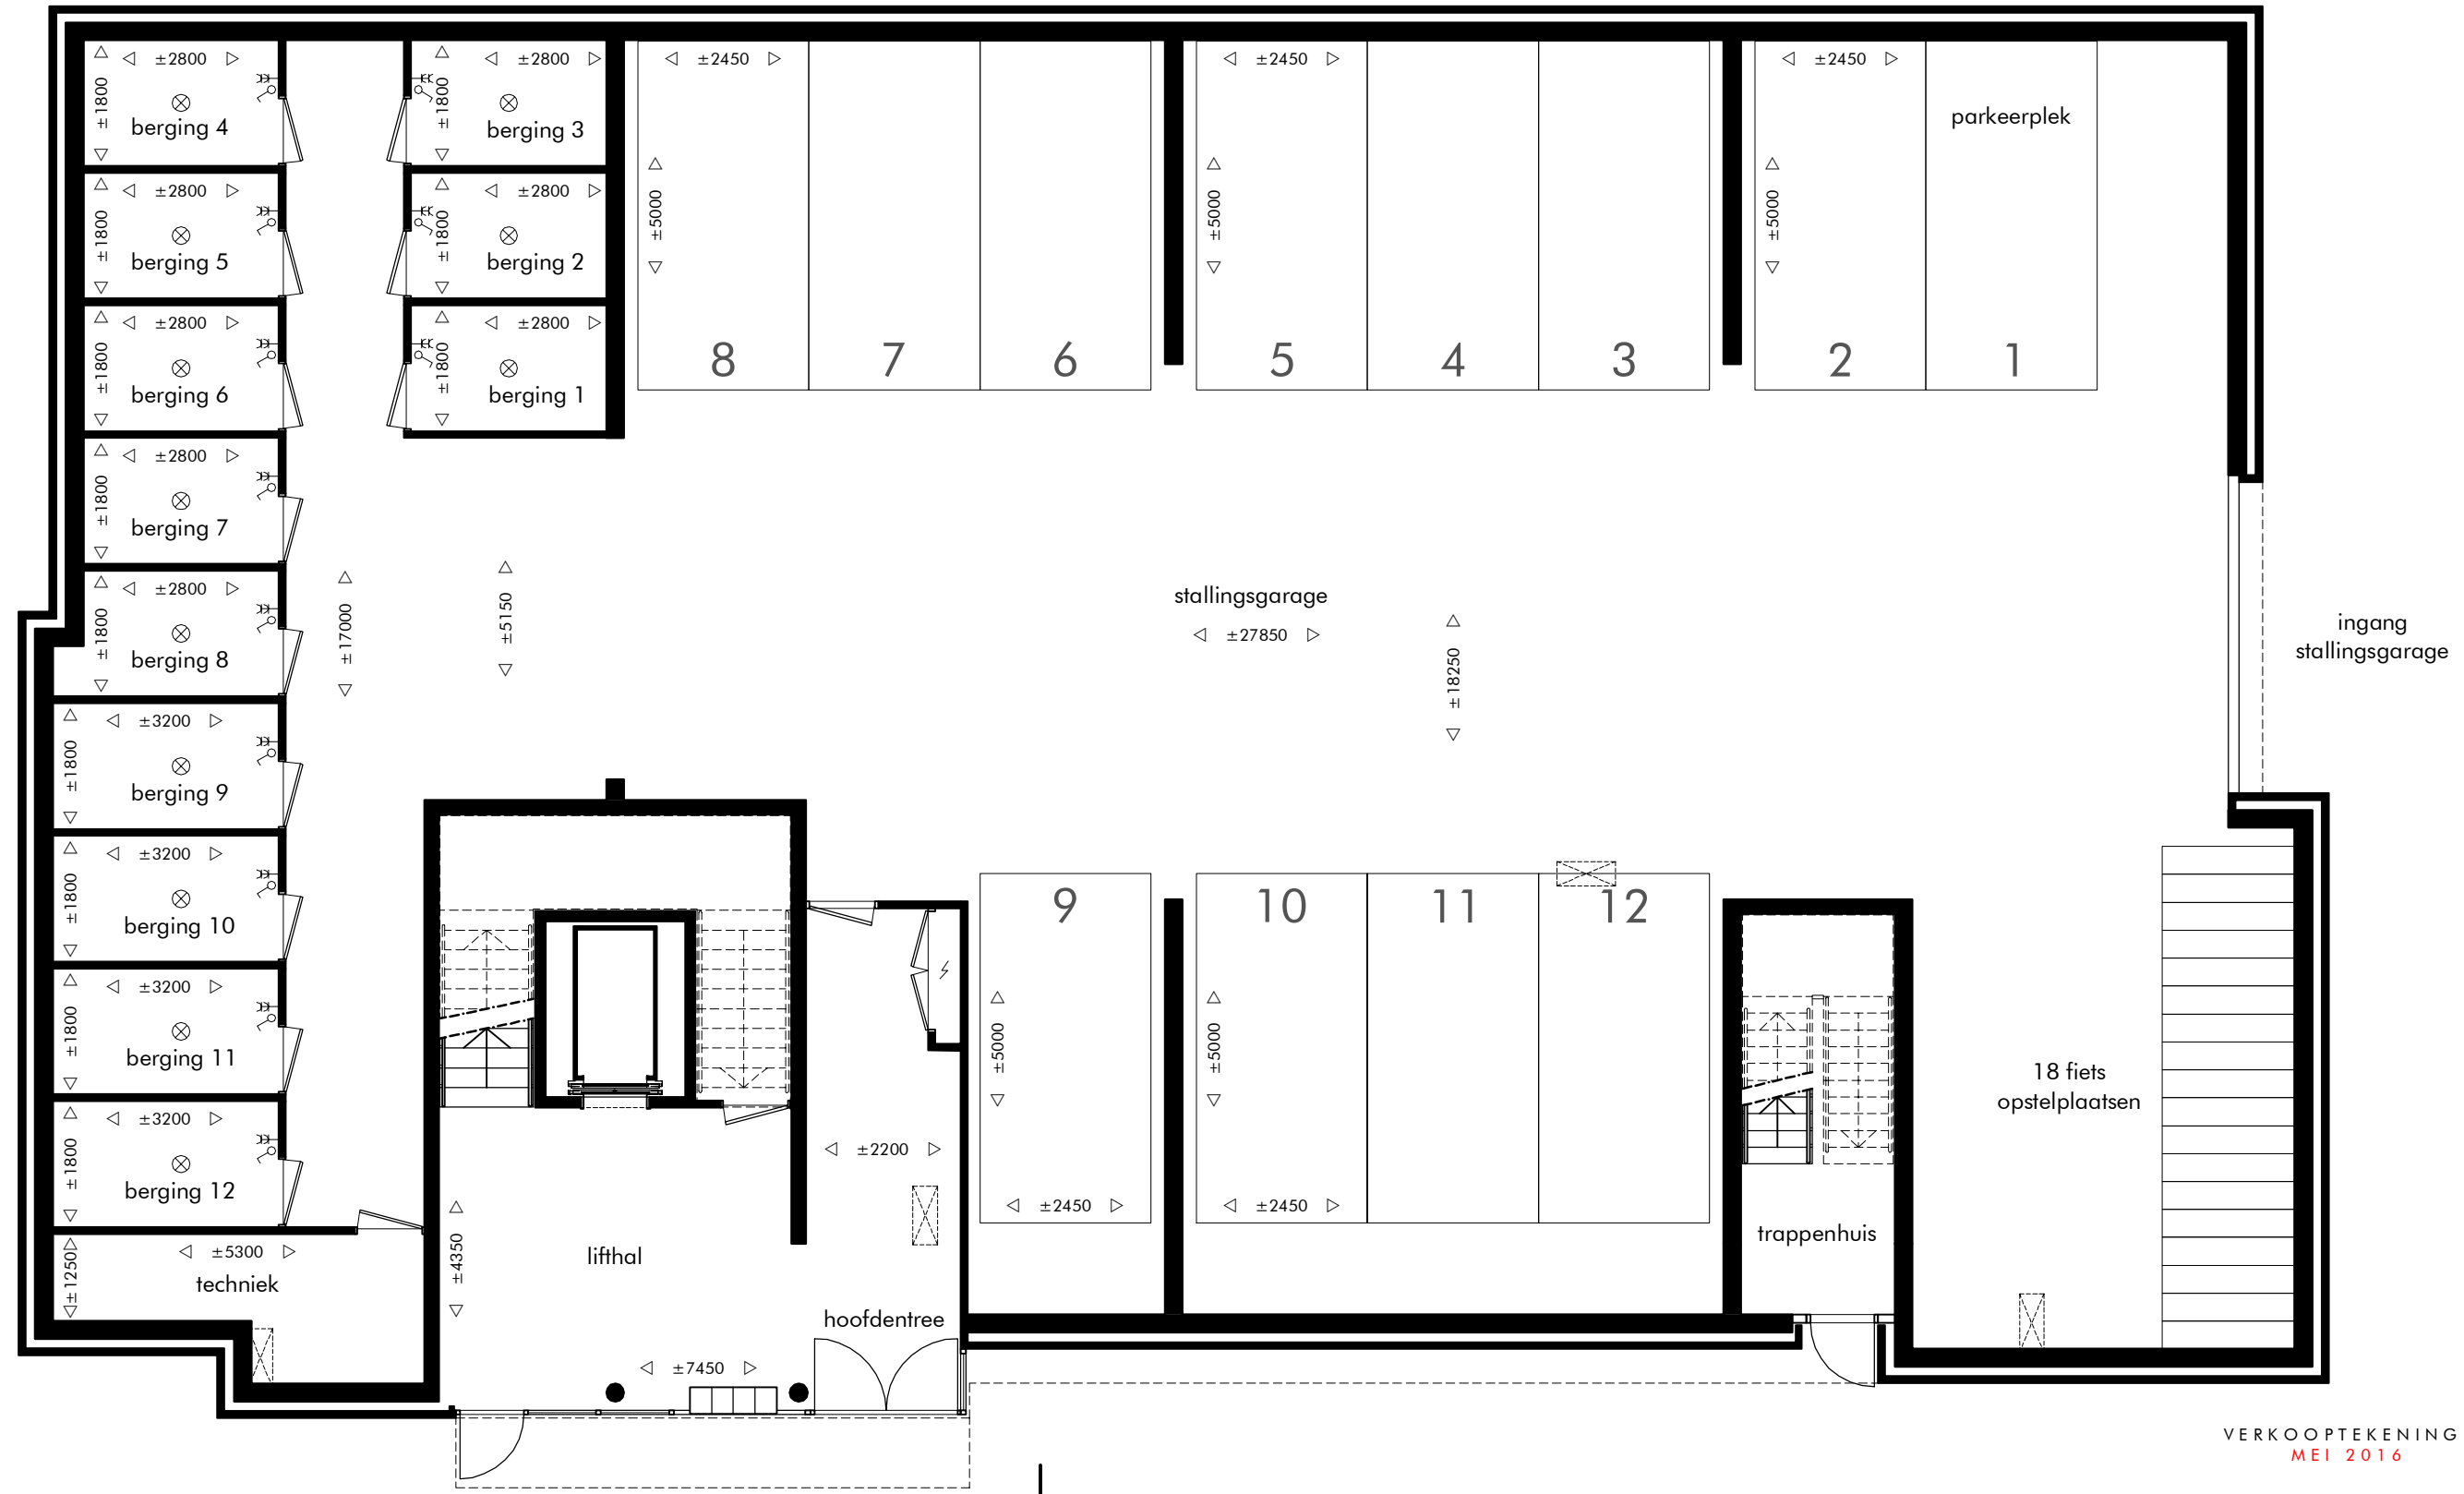 ±2800
±1800
berging 4
±2800
±1800
berging 3
±2800
±1800
berging 5
±2800
±1800
berging 2
±2800
±1800
berging 6
±2800
±1800
berging 1
±2800
±1800
berging 7
±2800
±1800
berging 8
±3200
±1800
berging 9
±3200
±1800
berging 10
±3200
±1800
berging 11
±3200
±1800
berging 12
±5300
±1250
techniek
±17000
±5150
±2450
±5000
8
7
6
±2450
±5000
5
4
3
±2450
±5000
2
parkeerplek
1
stallingsgarage
±27850
±18250
ingang
stallingsgarage
9
±5000
±2450
10
11
12
±5000
±2450
±2200
±4350
lifthal
hoofdentree
±7450
trappenhuis
18 fiets
opstelplaatsen
VERKOOPTEKENING
MEI 2016